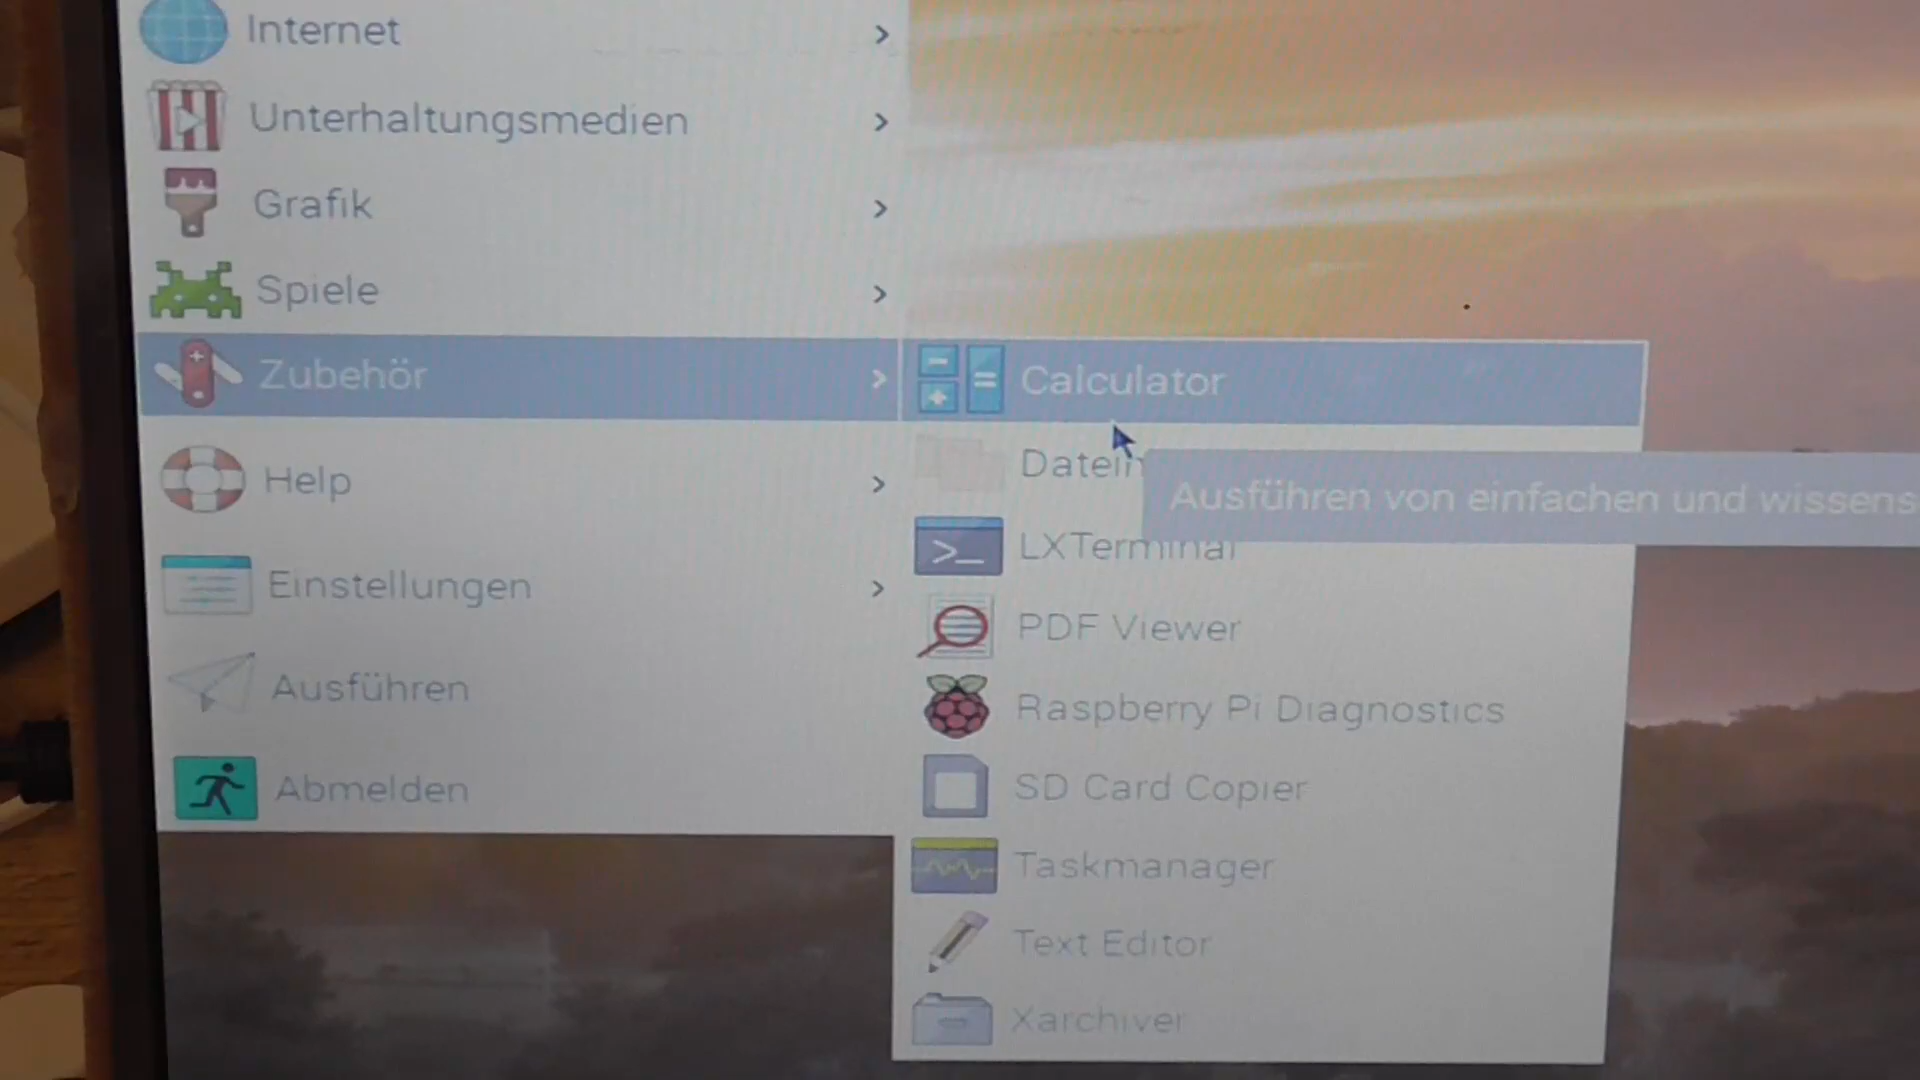 Internet
Unterhaltungsmedien
Grafik
Spiele
Zubehör
Help
Einstellungen
Ausführen
Abmelden
Calculator
Ausführen von einfachen und
LXTerminal
PDF Viewer
Raspberry Pi Diagnostics
SD Card Copier
Taskmanager
Text Editor
Xarchiver